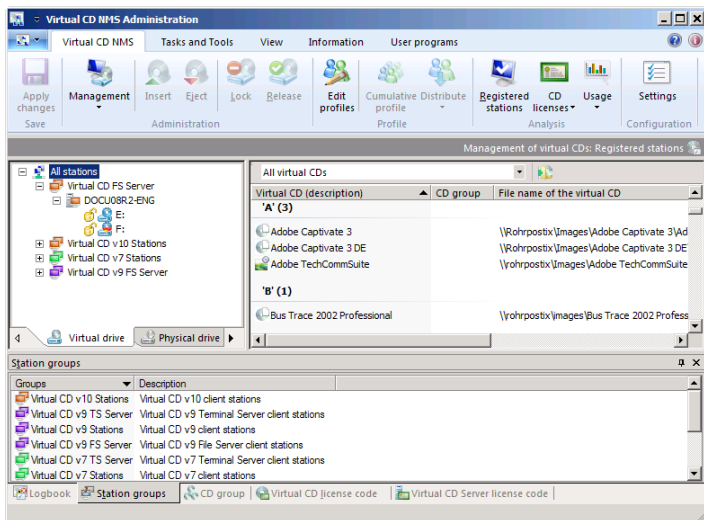 Virtual CD NMS Administration
Virtual CD NMS Tasks and Tools View Information User programs
Apply changes Management Insert Eject Lock Release Edit profiles Cumulative profile Distribute Registered stations CD licenses Usage Settings
Save Administration Profile Analysis Configuration
Management of virtual CDs: Registered stations
All stations
Virtual CD FS Server
DOCU08R2-ENG
E:
F:
Virtual CD v10 Stations
Virtual CD v7 Stations
Virtual CD v9 FS Server
Virtual drive Physical drive
All virtual CDs
Virtual CD (description) CD group File name of the virtual CD
'A' (3)
Adobe Captivate 3 \\Rohrpostix\Images\Adobe Captivate 3\Ad
Adobe Captivate 3 DE \\Rohrpostix\Images\Adobe Captivate 3 DE
Adobe TechCommSuite \\rohrpostix\Images\Adobe TechCommSuite
'B' (1)
Bus Trace 2002 Professional \\rohrpostix\images\Bus Trace 2002 Profess
Station groups
Groups Description
Virtual CD v10 Stations Virtual CD v10 client stations
Virtual CD v9 TS Server Virtual CD v9 Terminal Server client stations
Virtual CD v9 Stations Virtual CD v9 client stations
Virtual CD v9 FS Server Virtual CD v9 File Server client stations
Virtual CD v7 TS Server Virtual CD v7 Terminal Server client stations
Virtual CD v7 Stations Virtual CD v7 client stations
Logbook Station groups CD group Virtual CD license code Virtual CD Server license code